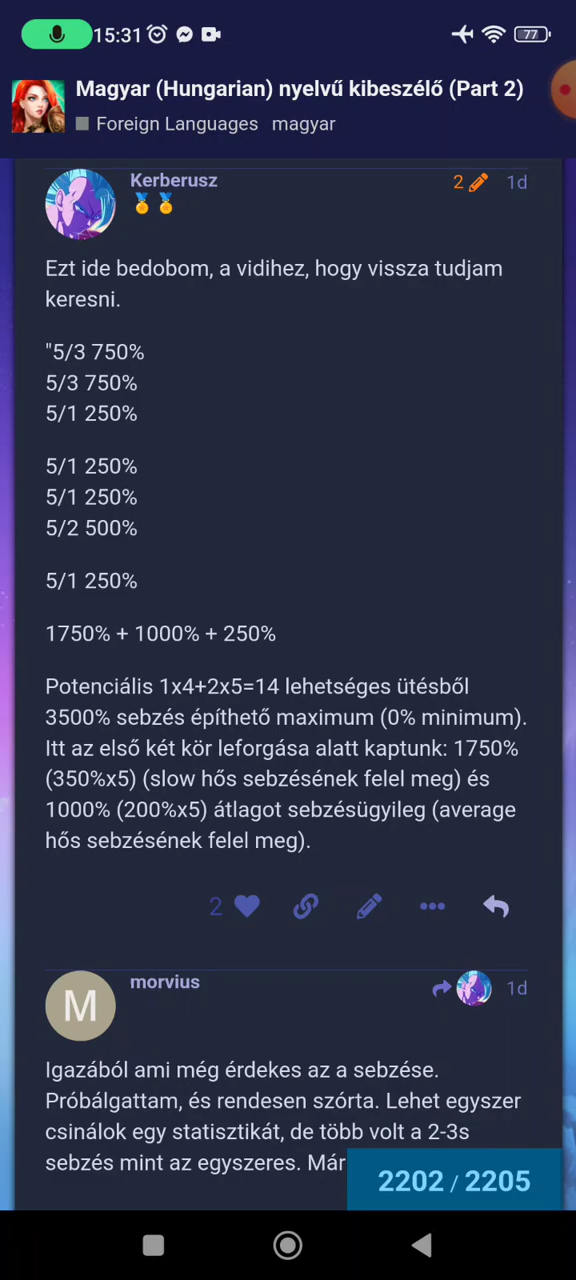 15:31
77
Magyar (Hungarian) nyelvű kibeszélő (Part 2)
Foreign Languages magyar
Kerberusz
2
1d
Ezt ide bedobom, a vidihez, hogy vissza tudjam
keresni.
"5/3 750%
5/3 750%
5/1 250%
5/1 250%
5/1 250%
5/2 500%
5/1 250%
1750% + 1000% + 250%
Potenciális 1x4+2x5=14 lehetséges ütésből
3500% sebzés építhető maximum (0% minimum).
Itt az első két kör leforgása alatt kaptunk: 1750%
(350%x5) (slow hős sebzésének felel meg) és
1000% (200%x5) átlagot sebzésügyileg (average
hős sebzésének felel meg).
2
M
morvius
1d
Igazából ami még érdekes az a sebzése.
Próbálgattam, és rendesen szórta. Lehet egyszer
csinálok egy statisztikát, de több volt a 2-3s
sebzés mint az egyszeres. Már
2202 / 2205